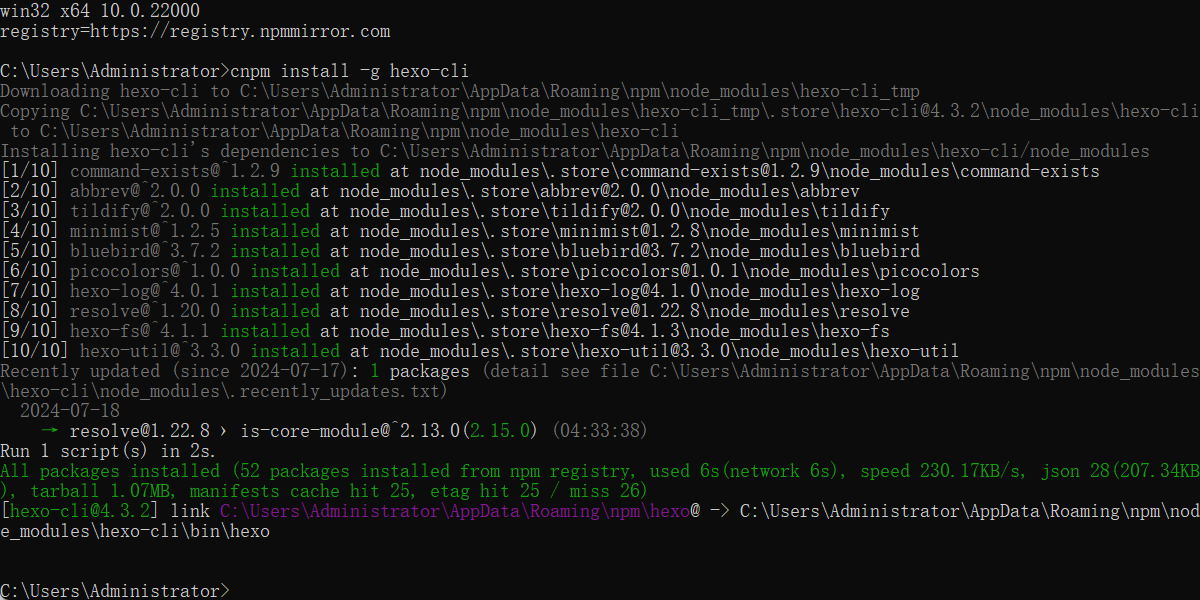 win32 x64 10.0.22000
registry=https://registry.npmmirror.com
C:\Users\Administrator>cnpm install -g hexo-cli
Downloading hexo-cli to C:\Users\Administrator\AppData\Roaming\npm\node_modules\hexo-cli_tmp
Copying C:\Users\Administrator\AppData\Roaming\npm\node_modules\hexo-cli_tmp\.store\hexo-cli@4.3.2\node_modules\hexo-cli
 to C:\Users\Administrator\AppData\Roaming\npm\node_modules\hexo-cli
Installing hexo-cli's dependencies to C:\Users\Administrator\AppData\Roaming\npm\node_modules\hexo-cli/node_modules
[1/10] command-exists@^1.2.9 installed at node_modules\.store\command-exists@1.2.9\node_modules\command-exists
[2/10] abbrev@^2.0.0 installed at node_modules\.store\abbrev@2.0.0\node_modules\abbrev
[3/10] tildify@^2.0.0 installed at node_modules\.store\tildify@2.0.0\node_modules\tildify
[4/10] minimist@^1.2.5 installed at node_modules\.store\minimist@1.2.8\node_modules\minimist
[5/10] bluebird@^3.7.2 installed at node_modules\.store\bluebird@3.7.2\node_modules\bluebird
[6/10] picocolors@^1.0.0 installed at node_modules\.store\picocolors@1.0.1\node_modules\picocolors
[7/10] hexo-log@^4.0.1 installed at node_modules\.store\hexo-log@4.1.0\node_modules\hexo-log
[8/10] resolve@^1.20.0 installed at node_modules\.store\resolve@1.22.8\node_modules\resolve
[9/10] hexo-fs@^4.1.1 installed at node_modules\.store\hexo-fs@4.1.3\node_modules\hexo-fs
[10/10] hexo-util@^3.3.0 installed at node_modules\.store\hexo-util@3.3.0\node_modules\hexo-util
Recently updated (since 2024-07-17): 1 packages (detail see file C:\Users\Administrator\AppData\Roaming\npm\node_modules
\hexo-cli\node_modules\.recently_updates.txt)
  2024-07-18
    → resolve@1.22.8 › is-core-module@^2.13.0(2.15.0) (04:33:38)
Run 1 script(s) in 2s.
All packages installed (52 packages installed from npm registry, used 6s(network 6s), speed 230.17KB/s, json 28(207.34KB
), tarball 1.07MB, manifests cache hit 25, etag hit 25 / miss 26)
[hexo-cli@4.3.2] link C:\Users\Administrator\AppData\Roaming\npm\hexo@ -> C:\Users\Administrator\AppData\Roaming\npm\nod
e_modules\hexo-cli\bin\hexo
C:\Users\Administrator>